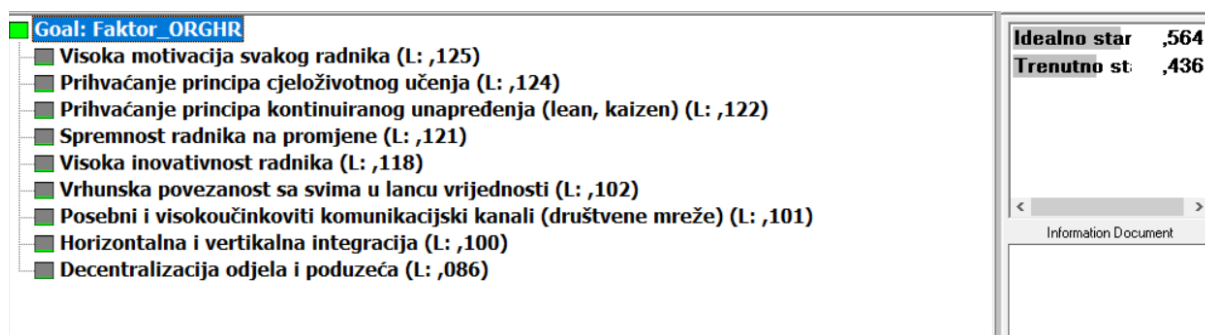 Goal: Faktor_ORGHR
Visoka motivacija svakog radnika (L: ,125)
Prihvaćanje principa cjeloživotnog učenja (L: ,124)
Prihvaćanje principa kontinuiranog unapređenja (lean, kaizen) (L: ,122)
Spremnost radnika na promjene (L: ,121)
Visoka inovativnost radnika (L: ,118)
Vrhunska povezanost sa svima u lancu vrijednosti (L: ,102)
Posebni i visokoučinkoviti komunikacijski kanali (društvene mreže) (L: ,101)
Horizontalna i vertikalna integracija (L: ,100)
Decentralizacija odjela i poduzeća (L: ,086)
Idealno star ,564
Trenutno st ,436
Information Document